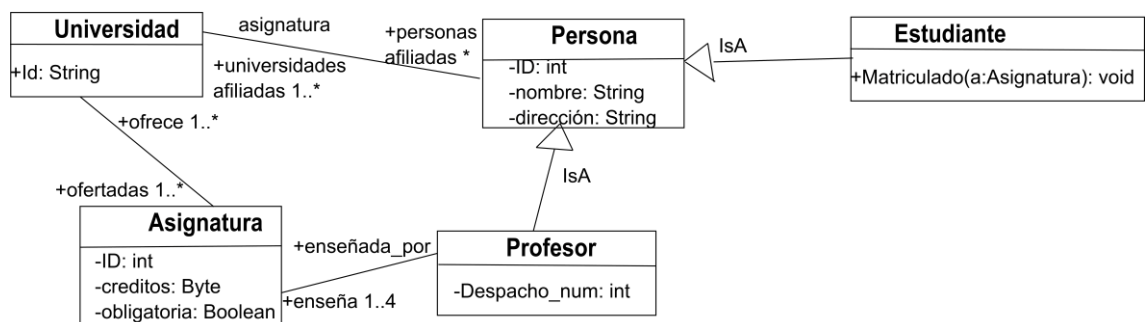 Universidad
+Id: String
asignatura
+universidades
afiliadas 1..*
+personas
afiliadas *
Persona
-ID: int
-nombre: String
-dirección: String
IsA
Estudiante
+Matriculado(a:Asignatura): void
+ofrece 1..*
+ofertadas 1..*
IsA
Asignatura
-ID: int
-creditos: Byte
-obligatoria: Boolean
+enseñada_por
+enseña 1..4
Profesor
-Despacho_num: int